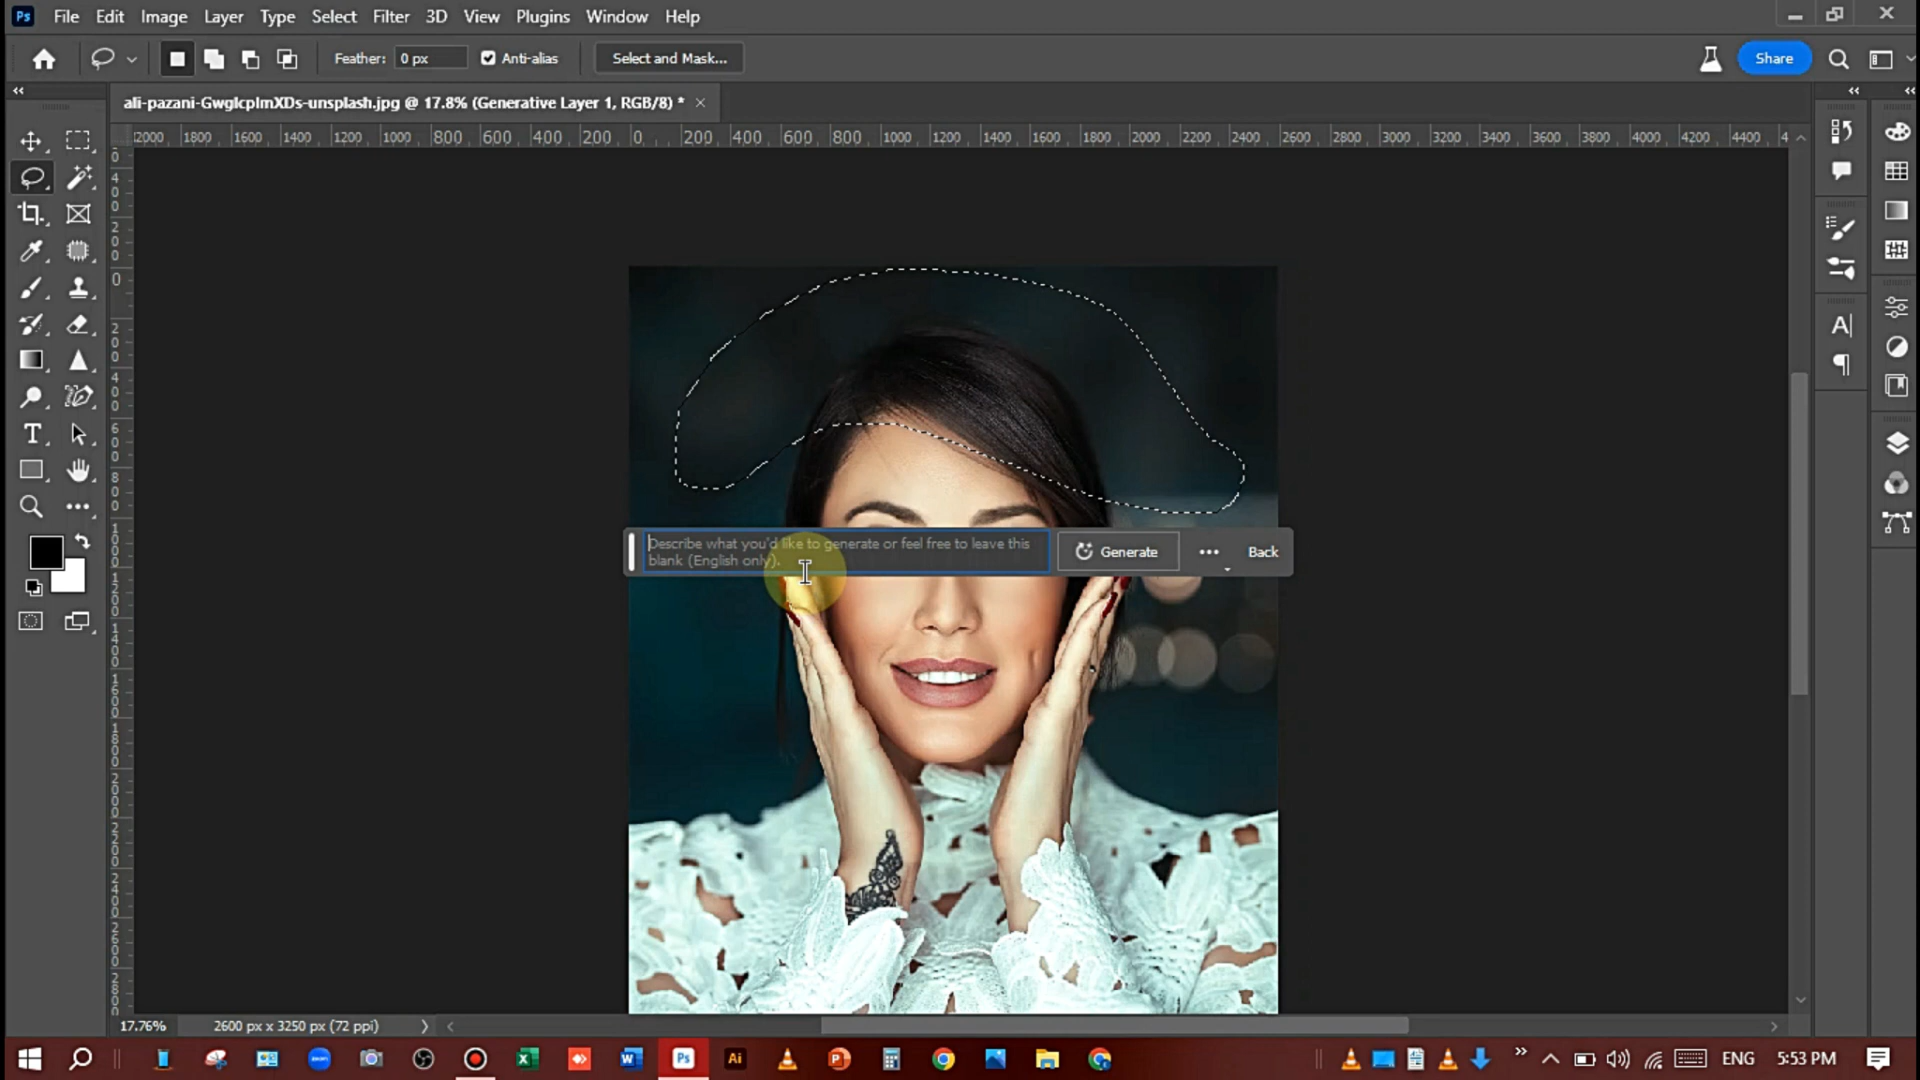 Ps File Edit Image Layer Type Select Filter 3D View Plugins Window Help
Feather: 0 px Anti-alias Select and Mask... Share
ali-pazani-GwglcplmXDs-unsplash.jpg @ 17.8% (Generative Layer 1, RGB/8) *
2000 1800 1600 1400 1200 1000 800 600 400 200 0 200 400 600 800 1000 1200 1400 1600 1800 2000 2200 2400 2600 2800 3000 3200 3400 3600 3800 4000 4200 4400 4
Describe what you'd like to generate or feel free to leave this
blank (English only).
Generate
Back
17.76% 2600 px x 3250 px (72 ppi)
Ps Ai
ENG 5:53 PM